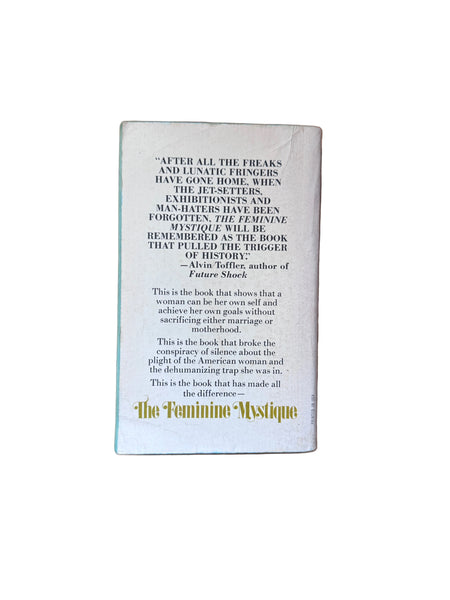 "AFTER ALL THE FREAKS
AND LUNATIC FRINGERS
HAVE GONE HOME, WHEN
THE JET-SETTERS,
EXHIBITIONISTS AND
MAN-HATERS HAVE BEEN
FORGOTTEN, THE FEMININE
MYSTIQUE WILL BE
REMEMBERED AS THE BOOK
THAT PULLED THE TRIGGER
OF HISTORY."
—Alvin Toffler, author of
Future Shock
This is the book that shows that a
woman can be her own self and
achieve her own goals without
sacrificing either marriage or
motherhood.
This is the book that broke the
conspiracy of silence about the
plight of the American woman and
the dehumanizing trap she was in.
This is the book that has made all
the difference—
The Feminine Mystique